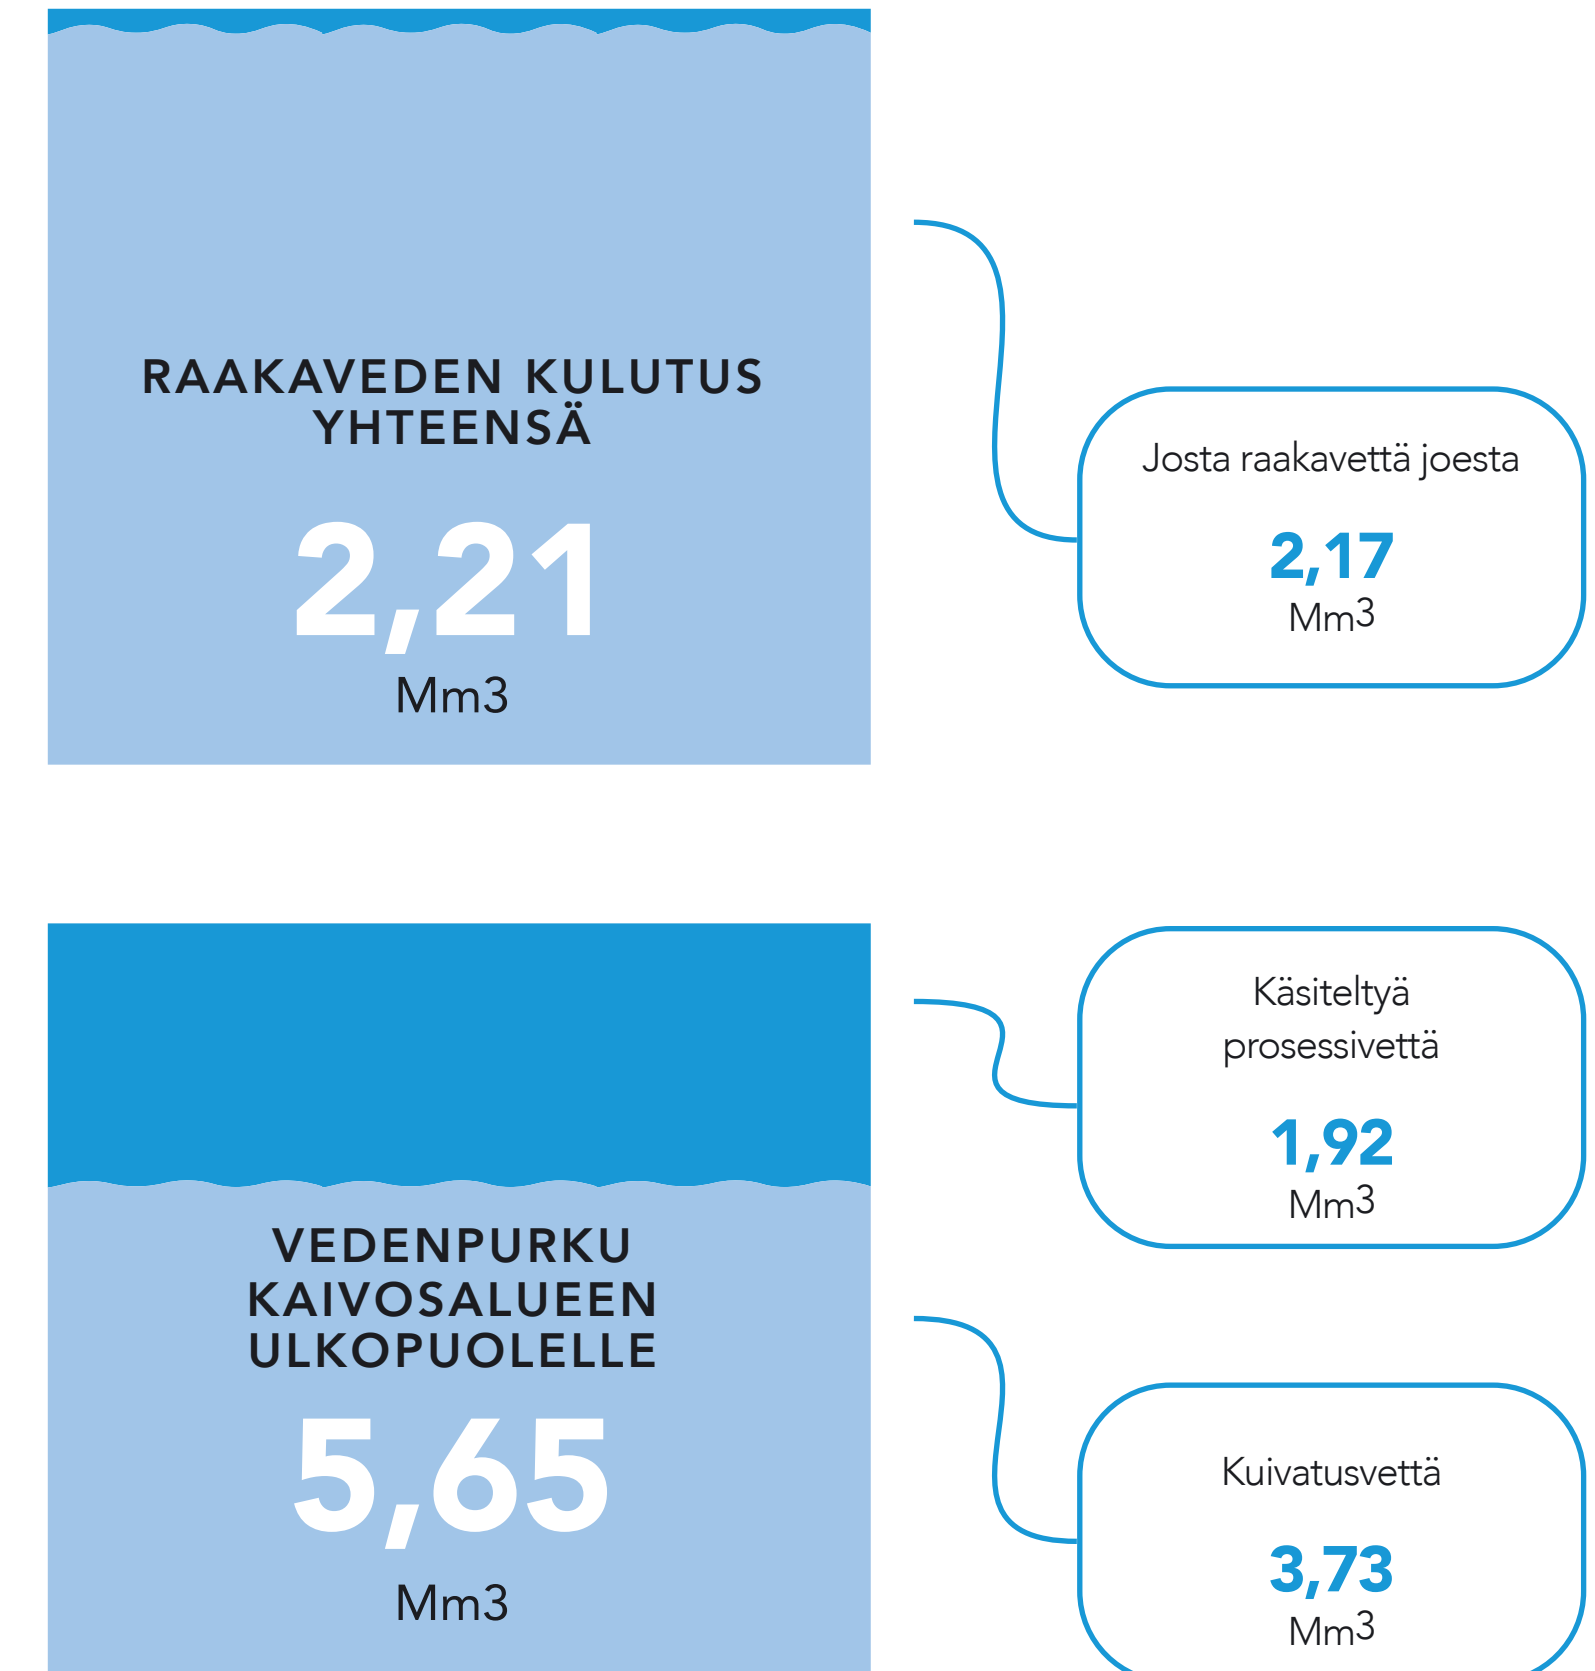 RAAKAVEDEN KULUTUS
YHTEENSÄ
2,21
Mm3
Josta raakavettä joesta
2,17
Mm3
VEDENPURKU
KAIVOSALUEEN
ULKOPUOLELLE
5,65
Mm3
Käsiteltyä
prosessivettä
1,92
Mm3
Kuivatusvettä
3,73
Mm3